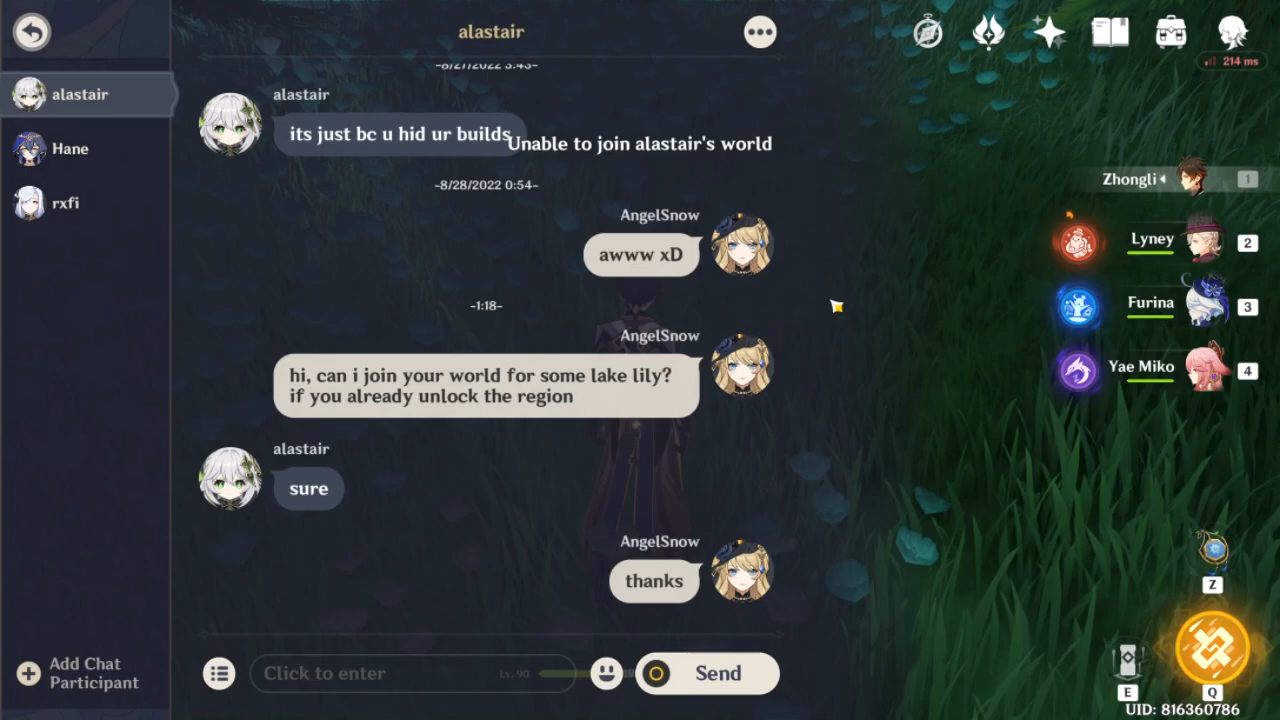 alastair
214 ms
-8/27/2022 3:43-
alastair
alastair
its just bc u hid ur builds
Unable to join alastair's world
Hane
-8/28/2022 0:54-
Zhongli
1
rxfi
AngelSnow
awww xD
Lyney
2
-1:18-
Furina
3
AngelSnow
hi, can i join your world for some lake lily?
if you already unlock the region
Yae Miko
4
alastair
sure
AngelSnow
thanks
Z
Add Chat
Participant
Click to enter
Lv. 90
Send
E
Q
UID: 816360786